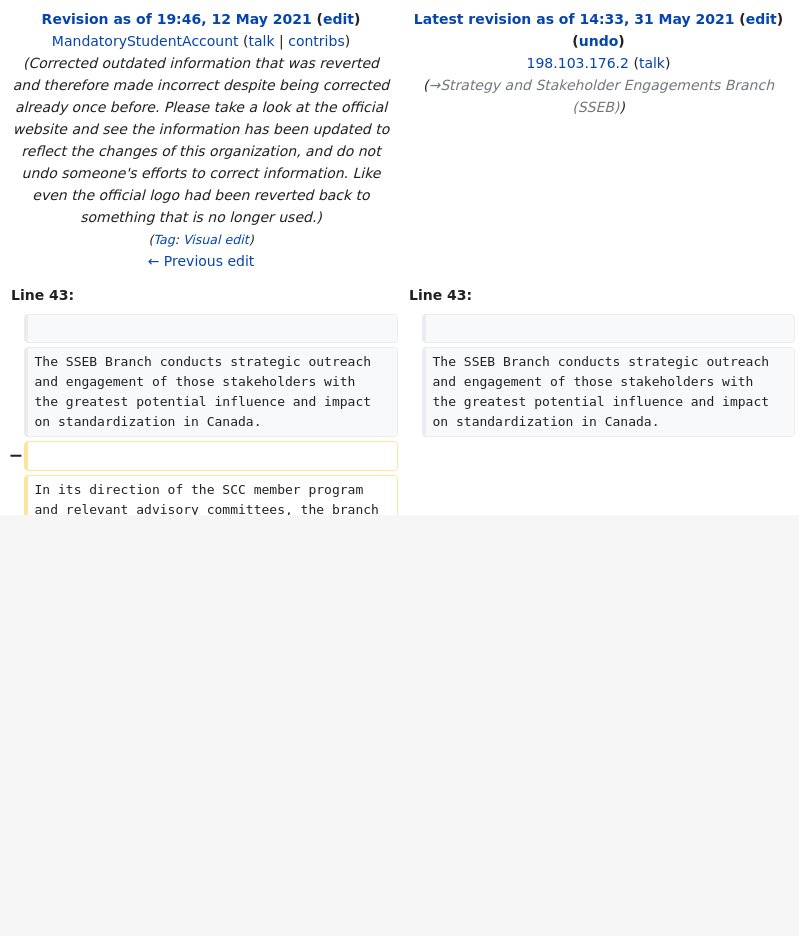 Revision as of 19:46, 12 May 2021 (edit)
MandatoryStudentAccount (talk | contribs)
(Corrected outdated information that was reverted
and therefore made incorrect despite being corrected
already once before. Please take a look at the official
website and see the information has been updated to
reflect the changes of this organization, and do not
undo someone's efforts to correct information. Like
even the official logo had been reverted back to
something that is no longer used.)
(Tag: Visual edit)
← Previous edit
Latest revision as of 14:33, 31 May 2021 (edit)
(undo)
198.103.176.2 (talk)
(→Strategy and Stakeholder Engagements Branch
(SSEB))
Line 43:
Line 43:
The SSEB Branch conducts strategic outreach
and engagement of those stakeholders with
the greatest potential influence and impact
on standardization in Canada.
The SSEB Branch conducts strategic outreach
and engagement of those stakeholders with
the greatest potential influence and impact
on standardization in Canada.
−
In its direction of the SCC member program
and relevant advisory committees, the branch